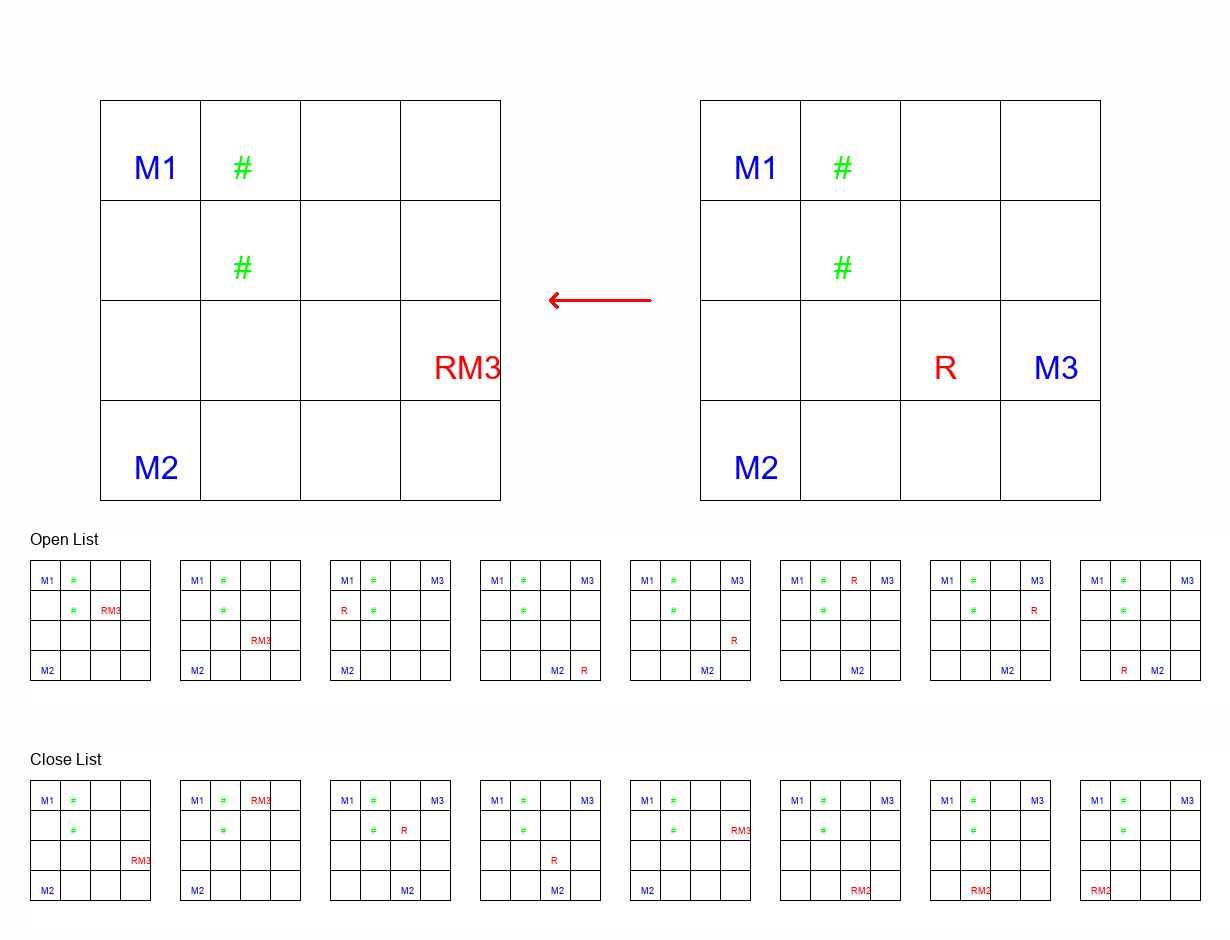 M1 # M1 #
# #
RM3 R M3
M2 M2
Open List
M1 # M1 # M1 # M3 M1 # M3 M1 # M3 M1 # R M3 M1 # M3 M1 # M3
# RM3 # R # # # # # R #
RM3 R
M2 M2 M2 M2 R M2 M2 M2 R M2
Close List
M1 # M1 # RM3 M1 # M3 M1 # M3 M1 # M1 # M3 M1 # M3 M1 # M3
# # # R # # RM3 # # #
RM3 R
M2 M2 M2 M2 M2 RM2 RM2 RM2